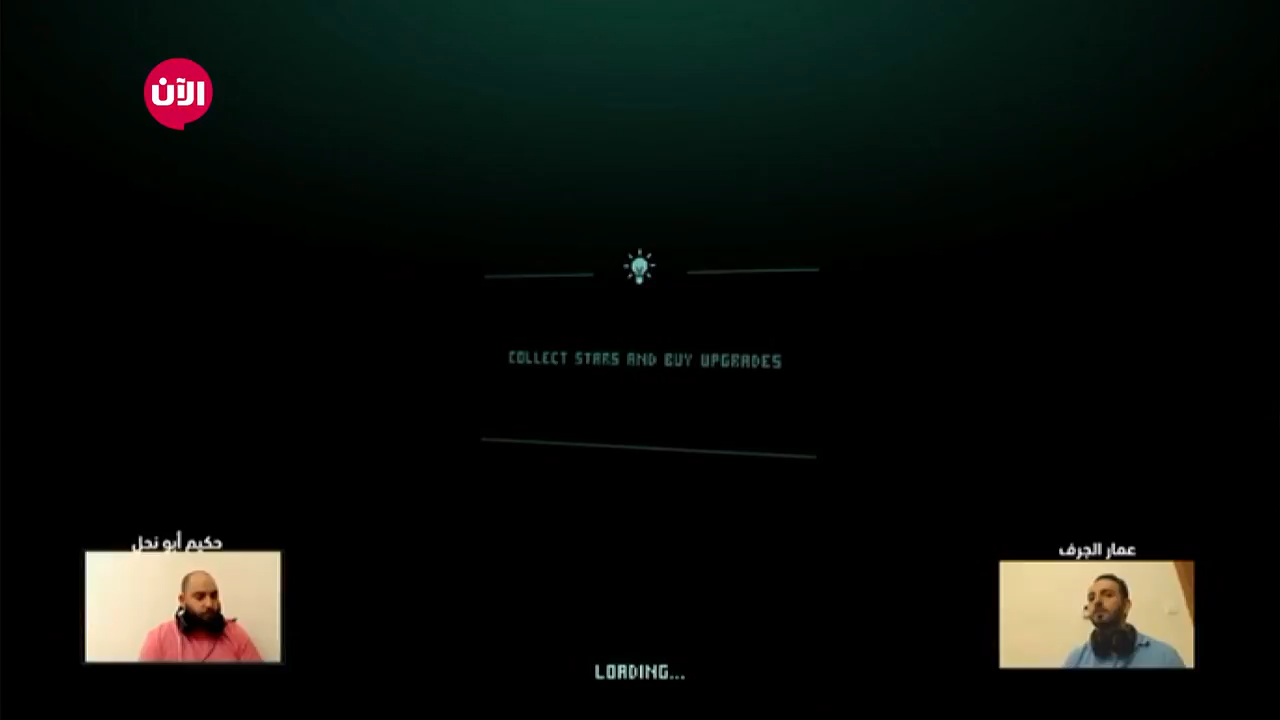 الآن
COLLECT STARS AND BUY UPGRADES
حكيم أبو نحل
عمار الجرف
LOADING...